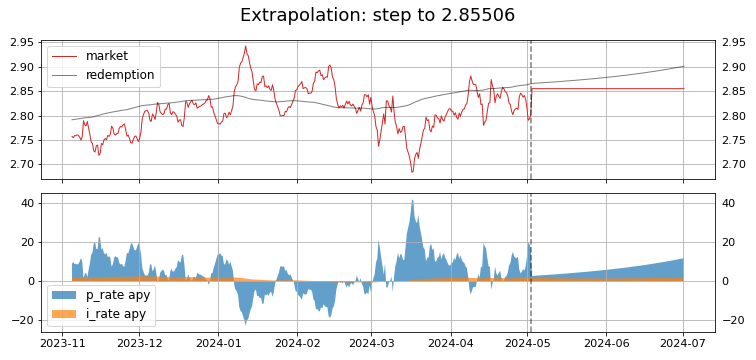 Extrapolation: step to 2.85506
2.95 2.95
market
2.90 2.90
redemption
2.85 2.85
2.80 2.80
2.75 2.75
2.70 2.70
40 40
20 20
0 0
p_rate apy
i_rate apy
−20 −20
2023-11 2023-12 2024-01 2024-02 2024-03 2024-04 2024-05 2024-06 2024-07